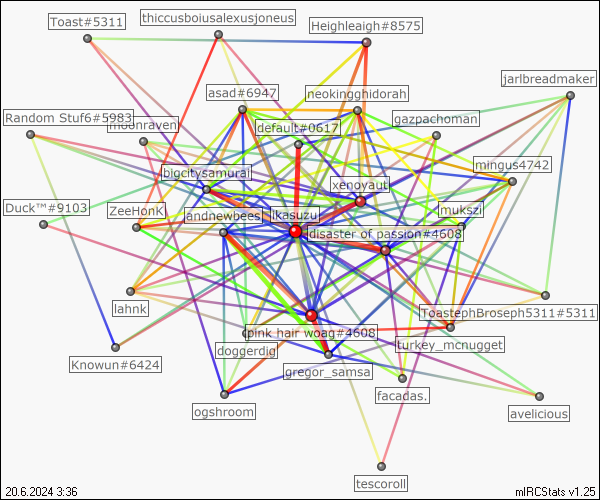 Toast#5311
thiccusboiusalexusjoneus
Heighleaigh#8575
jarlbreadmaker
asad#6947
neokingghidorah
Random Stuf6#5983
moonraven
default#0617
gazpachoman
bigcitysamurai
xenoyaut
mingus4742
Duck™#9103
ZeeHonk
andnewbees
ikasuzu
mukszi
disaster of passion#4608
lahnk
ToastephBroseph5311#5311
pink hair woag#4608
turkey_mcnugget
doggerdig
Knowun#6424
gregor_samsa
facadas.
ogshroom
avelicious
tescoroll
20.6.2024 3:36
mIRCStats v1.25